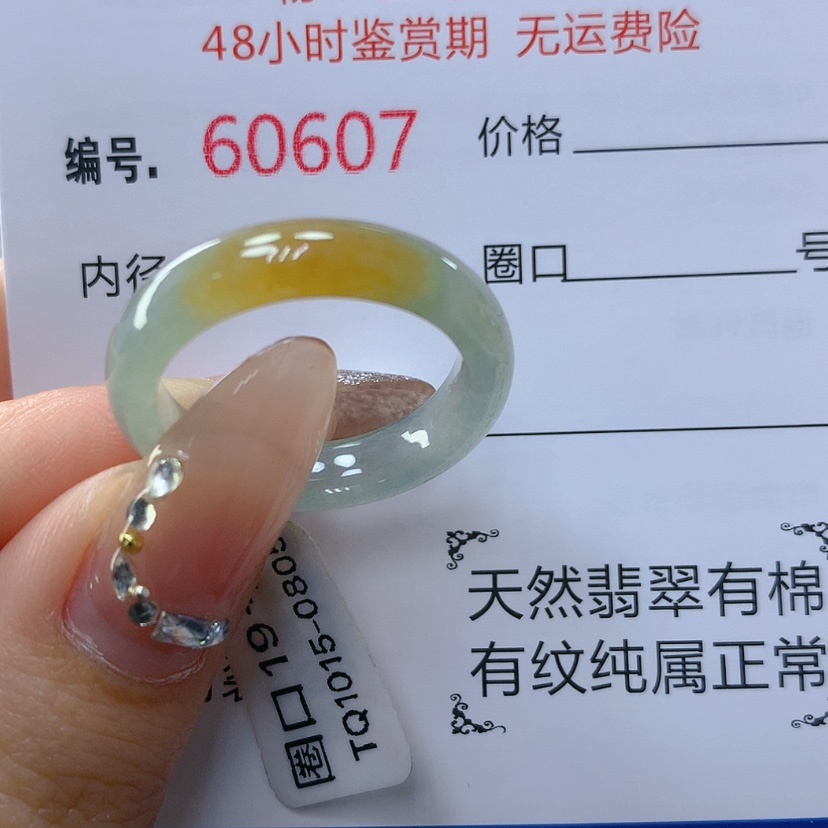 48小时鉴赏期 无运费险
编号. 60607 价格
内径 圈口 号
天然翡翠有棉
有纹纯属正常
圈口19.
TQ1015-0809